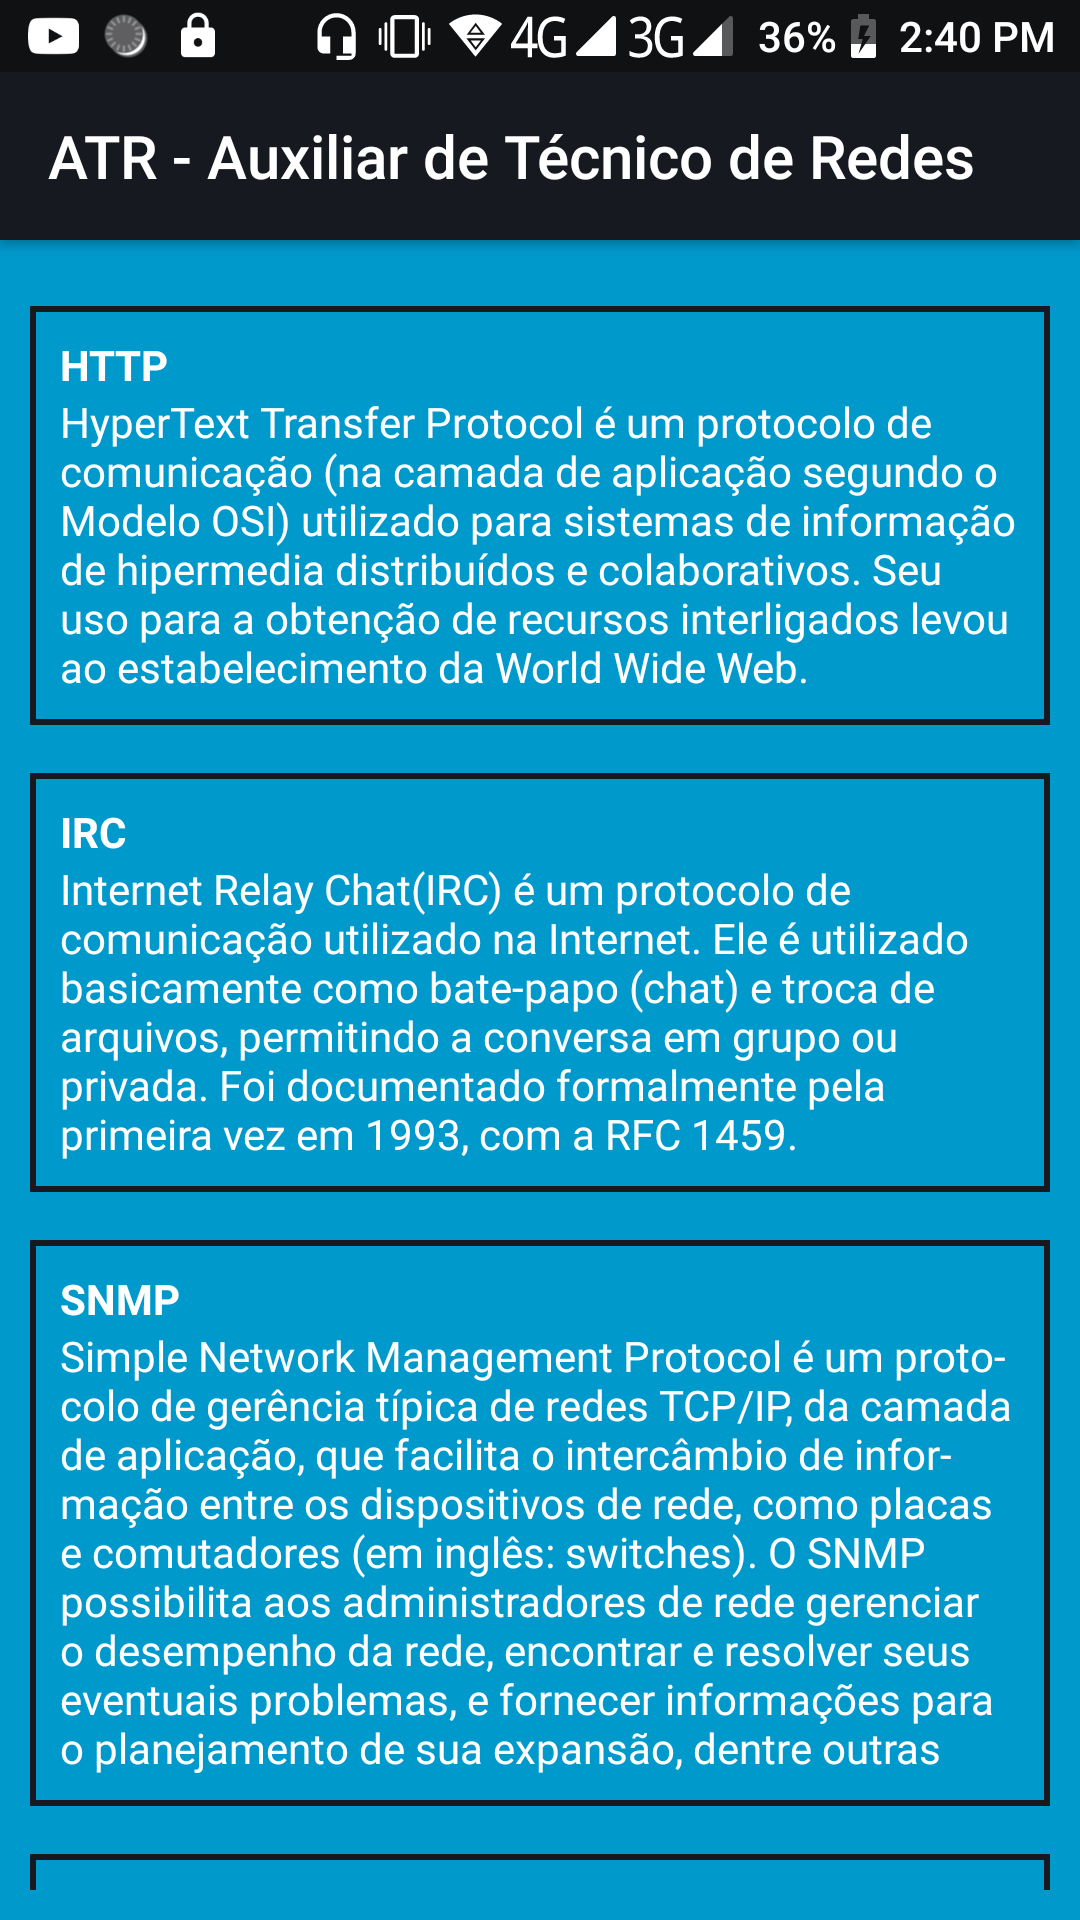 4G 3G 36% 2:40 PM
ATR - Auxiliar de Técnico de Redes
HTTP
HyperText Transfer Protocol é um protocolo de
comunicação (na camada de aplicação segundo o
Modelo OSI) utilizado para sistemas de informação
de hipermedia distribuídos e colaborativos. Seu
uso para a obtenção de recursos interligados levou
ao estabelecimento da World Wide Web.
IRC
Internet Relay Chat(IRC) é um protocolo de
comunicação utilizado na Internet. Ele é utilizado
basicamente como bate-papo (chat) e troca de
arquivos, permitindo a conversa em grupo ou
privada. Foi documentado formalmente pela
primeira vez em 1993, com a RFC 1459.
SNMP
Simple Network Management Protocol é um proto-
colo de gerência típica de redes TCP/IP, da camada
de aplicação, que facilita o intercâmbio de infor-
mação entre os dispositivos de rede, como placas
e comutadores (em inglês: switches). O SNMP
possibilita aos administradores de rede gerenciar
o desempenho da rede, encontrar e resolver seus
eventuais problemas, e fornecer informações para
o planejamento de sua expansão, dentre outras